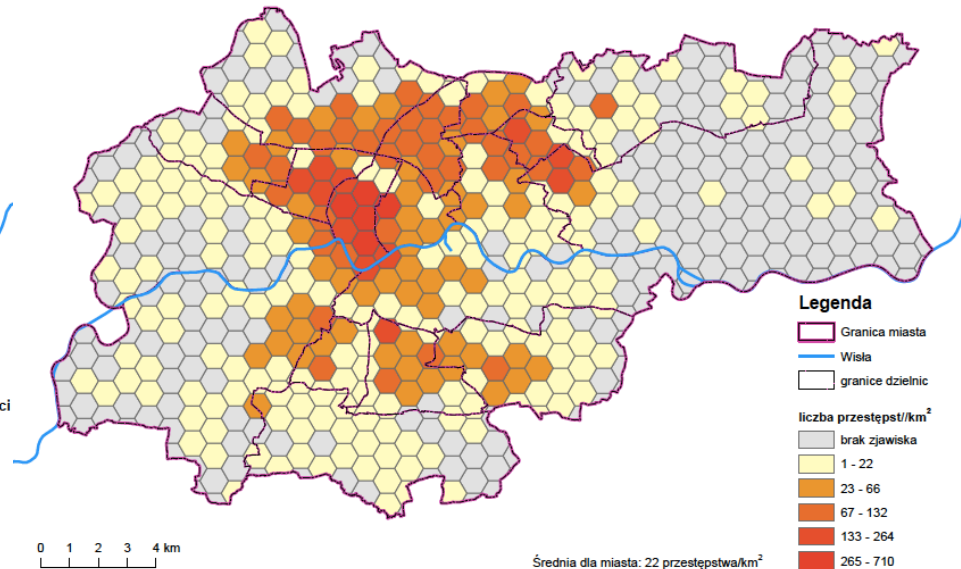 ci
Legenda
Granica miasta
Wisła
granice dzielnic
liczba przestępst//km²
brak zjawiska
1 - 22
23 - 66
67 - 132
133 - 264
265 - 710
0 1 2 3 4 km
Średnia dla miasta: 22 przestępstwa/km²